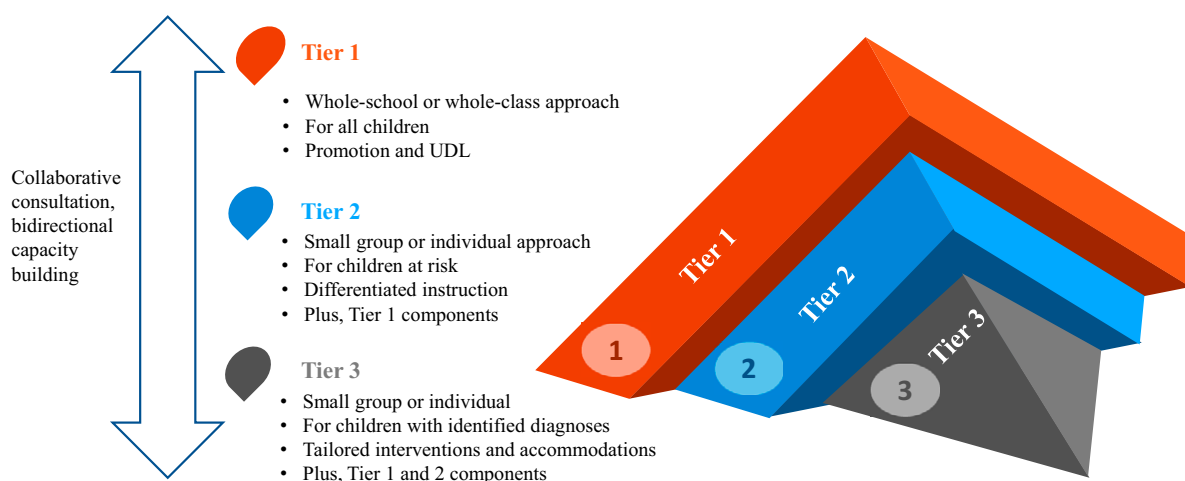 Collaborative
consultation,
bidirectional
capacity
building
Tier 1
• Whole-school or whole-class approach
• For all children
• Promotion and UDL
Tier 2
• Small group or individual approach
• For children at risk
• Differentiated instruction
• Plus, Tier 1 components
Tier 3
• Small group or individual
• For children with identified diagnoses
• Tailored interventions and accommodations
• Plus, Tier 1 and 2 components
Tier 1
Tier 2
Tier 3
1
2
3